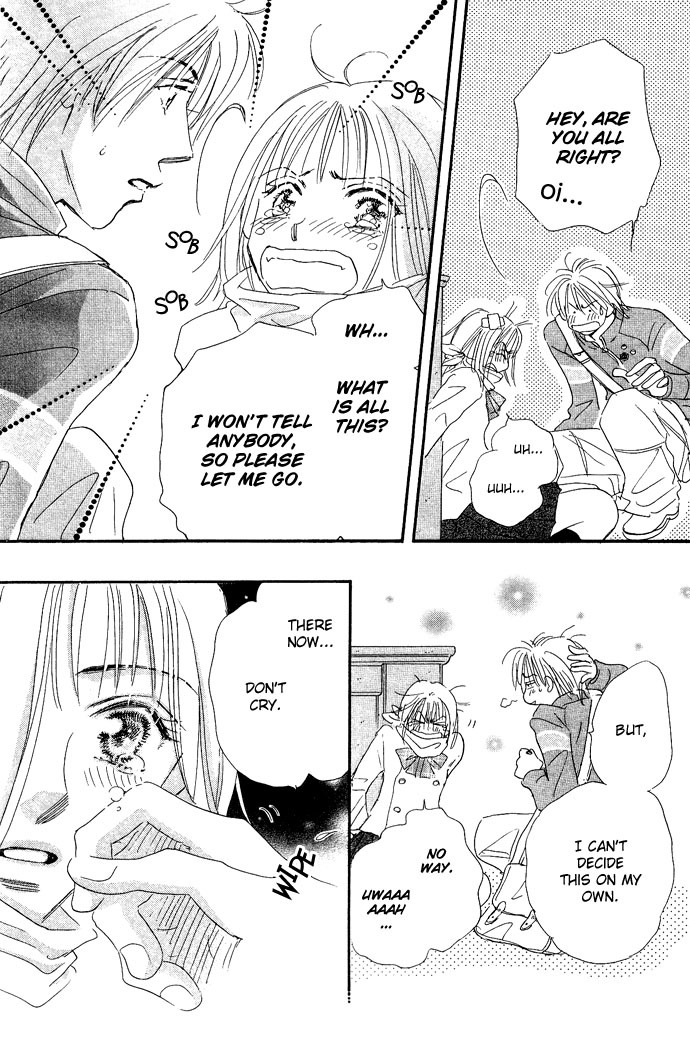 HEY, ARE
YOU ALL
RIGHT?
Oi...
UH...
UUH...
SOB
SOB
SOB
SOB
WH...
WHAT
IS ALL
THIS?
I WON'T TELL
ANYBODY,
SO PLEASE
LET ME GO.
BUT,
I CAN'T
DECIDE
THIS ON MY
OWN.
NO
WAY.
UWAAA
AAAH
...
THERE
NOW...
DON'T
CRY.
WIPE